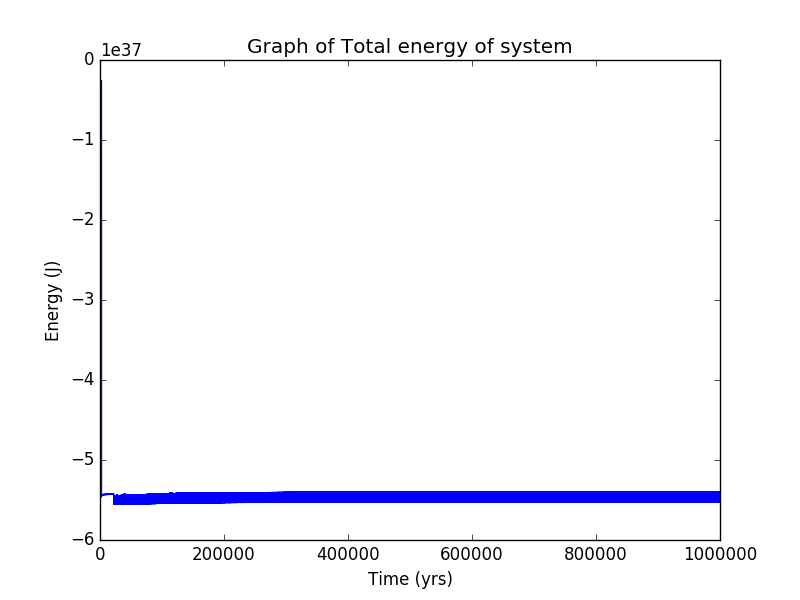 Graph of Total energy of system
1e37
0
−1
−2
−3
−4
−5
−6
Energy (J)
0 200000 400000 600000 800000 1000000
Time (yrs)